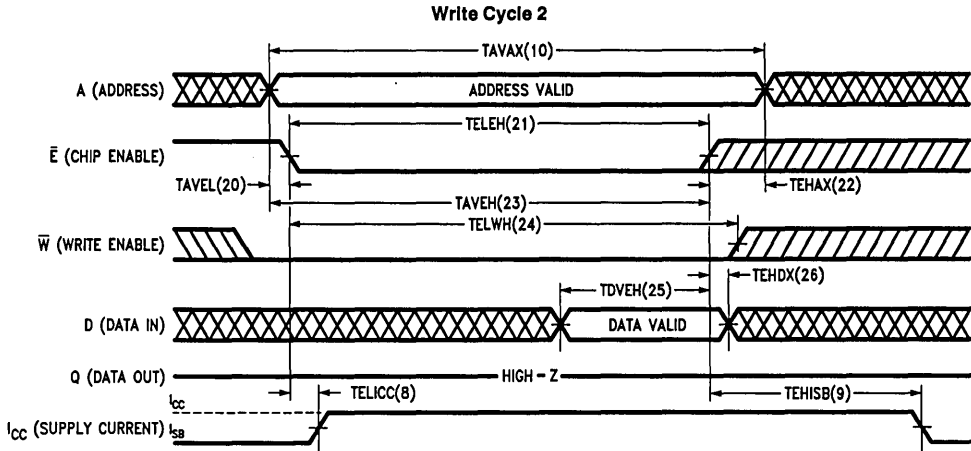 Write Cycle 2
TAVAX(10)
A (ADDRESS)
ADDRESS VALID
TELEH(21)
E̅ (CHIP ENABLE)
TAVEL(20)
TEHAX(22)
TAVEH(23)
TELWH(24)
W̅ (WRITE ENABLE)
TEHDX(26)
TDVEH(25)
D (DATA IN)
DATA VALID
Q (DATA OUT)
HIGH - Z
TELICC(8)
TEHISB(9)
ICC
ICC (SUPPLY CURRENT) ISB